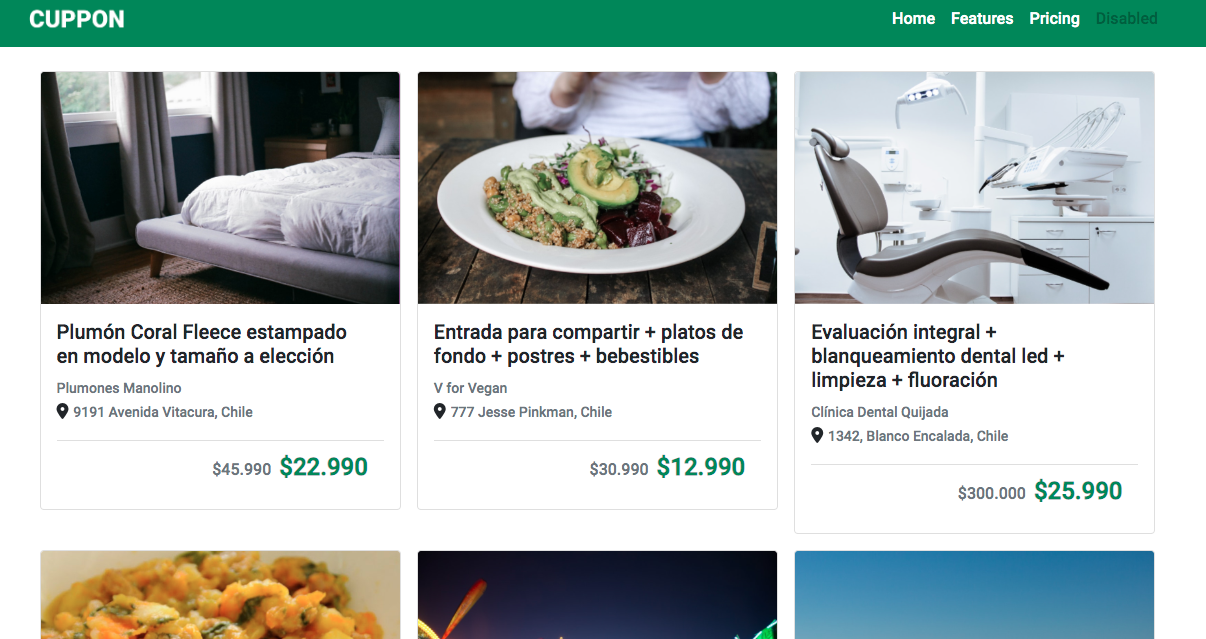 CUPPON
Home Features Pricing Disabled
Plumón Coral Fleece estampado
en modelo y tamaño a elección
Plumones Manolino
9191 Avenida Vitacura, Chile
$45.990 $22.990
Entrada para compartir + platos de
fondo + postres + bebestibles
V for Vegan
777 Jesse Pinkman, Chile
$30.990 $12.990
Evaluación integral +
blanqueamiento dental led +
limpieza + fluoración
Clínica Dental Quijada
1342, Blanco Encalada, Chile
$300.000 $25.990